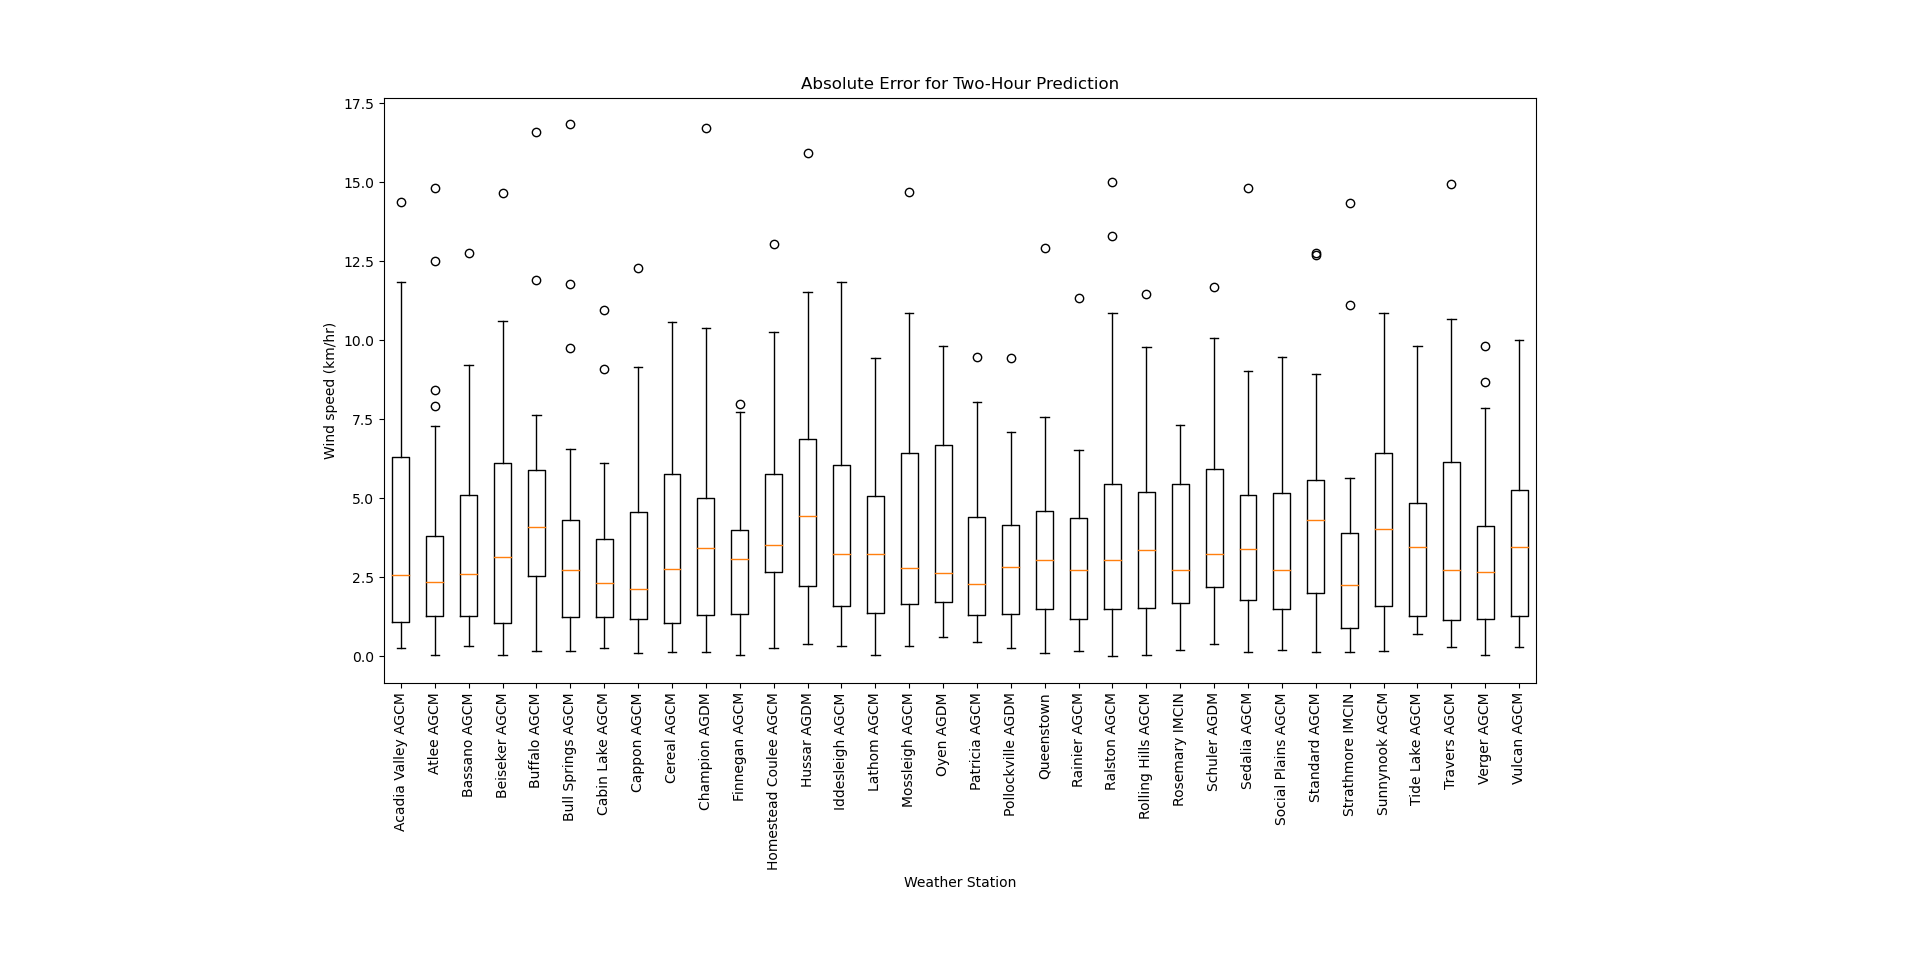 Absolute Error for Two-Hour Prediction
17.5
15.0
12.5
10.0
7.5
5.0
2.5
0.0
Wind speed (km/hr)
Acadia Valley AGCM
Atlee AGCM
Bassano AGCM
Beiseker AGCM
Buffalo AGCM
Bull Springs AGCM
Cabin Lake AGCM
Cappon AGCM
Cereal AGCM
Champion AGDM
Finnegan AGCM
Homestead Coulee AGCM
Hussar AGDM
Iddesleigh AGCM
Lathom AGCM
Mossleigh AGCM
Oyen AGDM
Patricia AGCM
Pollockville AGDM
Queenstown
Rainier AGCM
Ralston AGCM
Rolling Hills AGCM
Rosemary IMCIN
Schuler AGDM
Sedalia AGCM
Social Plains AGCM
Standard AGCM
Strathmore IMCIN
Sunnynook AGCM
Tide Lake AGCM
Travers AGCM
Verger AGCM
Vulcan AGCM
Weather Station